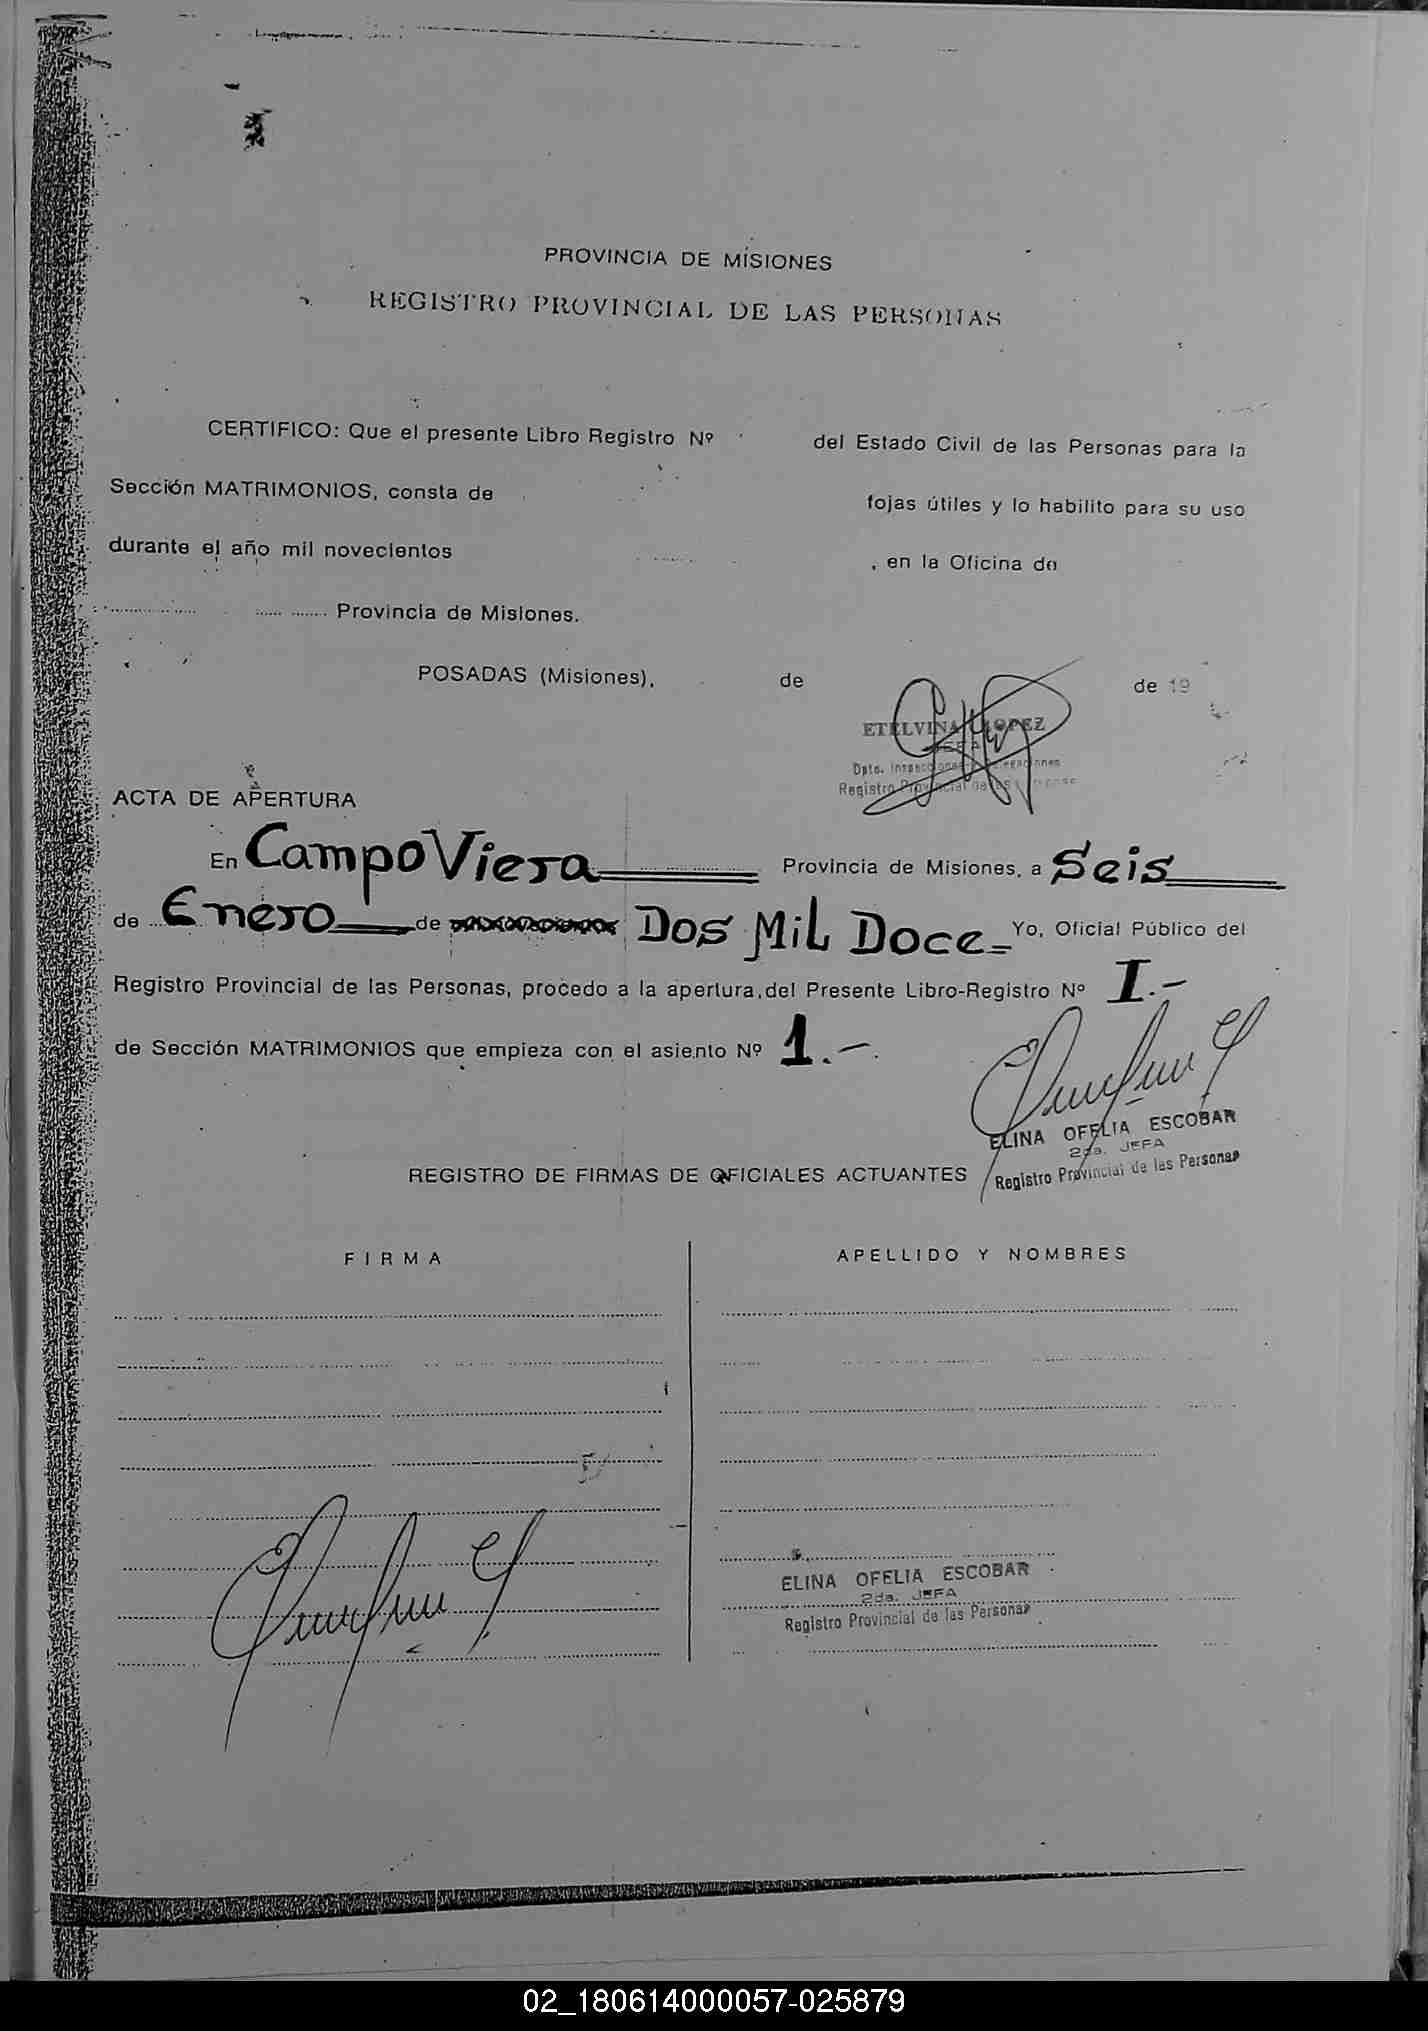 PROVINCIA DE MISIONES
REGISTRO PROVINCIAL DE LAS PERSONAS
CERTIFICO: Que el presente Libro Registro Nº del Estado Civil de las Personas para la
Sección MATRIMONIOS, consta de fojas útiles y lo habilito para su uso
durante el año mil novecientos , en la Oficina de
Provincia de Misiones.
POSADAS (Misiones), de de 19
ETELVINA LOPEZ
JEFA
Dpto. Inspecciones
Registro Provincial de las Personas
ACTA DE APERTURA
En Campo Viera Provincia de Misiones, a Seis
de Enero de Dos Mil Doce Yo, Oficial Público del
Registro Provincial de las Personas, procedo a la apertura, del Presente Libro-Registro Nº I.-
de Sección MATRIMONIOS que empieza con el asiento Nº 1.-
ELINA OFELIA ESCOBAR
2da. JEFA
Registro Provincial de las Personas
REGISTRO DE FIRMAS DE OFICIALES ACTUANTES
FIRMA APELLIDO Y NOMBRES
ELINA OFELIA ESCOBAR
2da. JEFA
Registro Provincial de las Personas
02_180614000057-025879